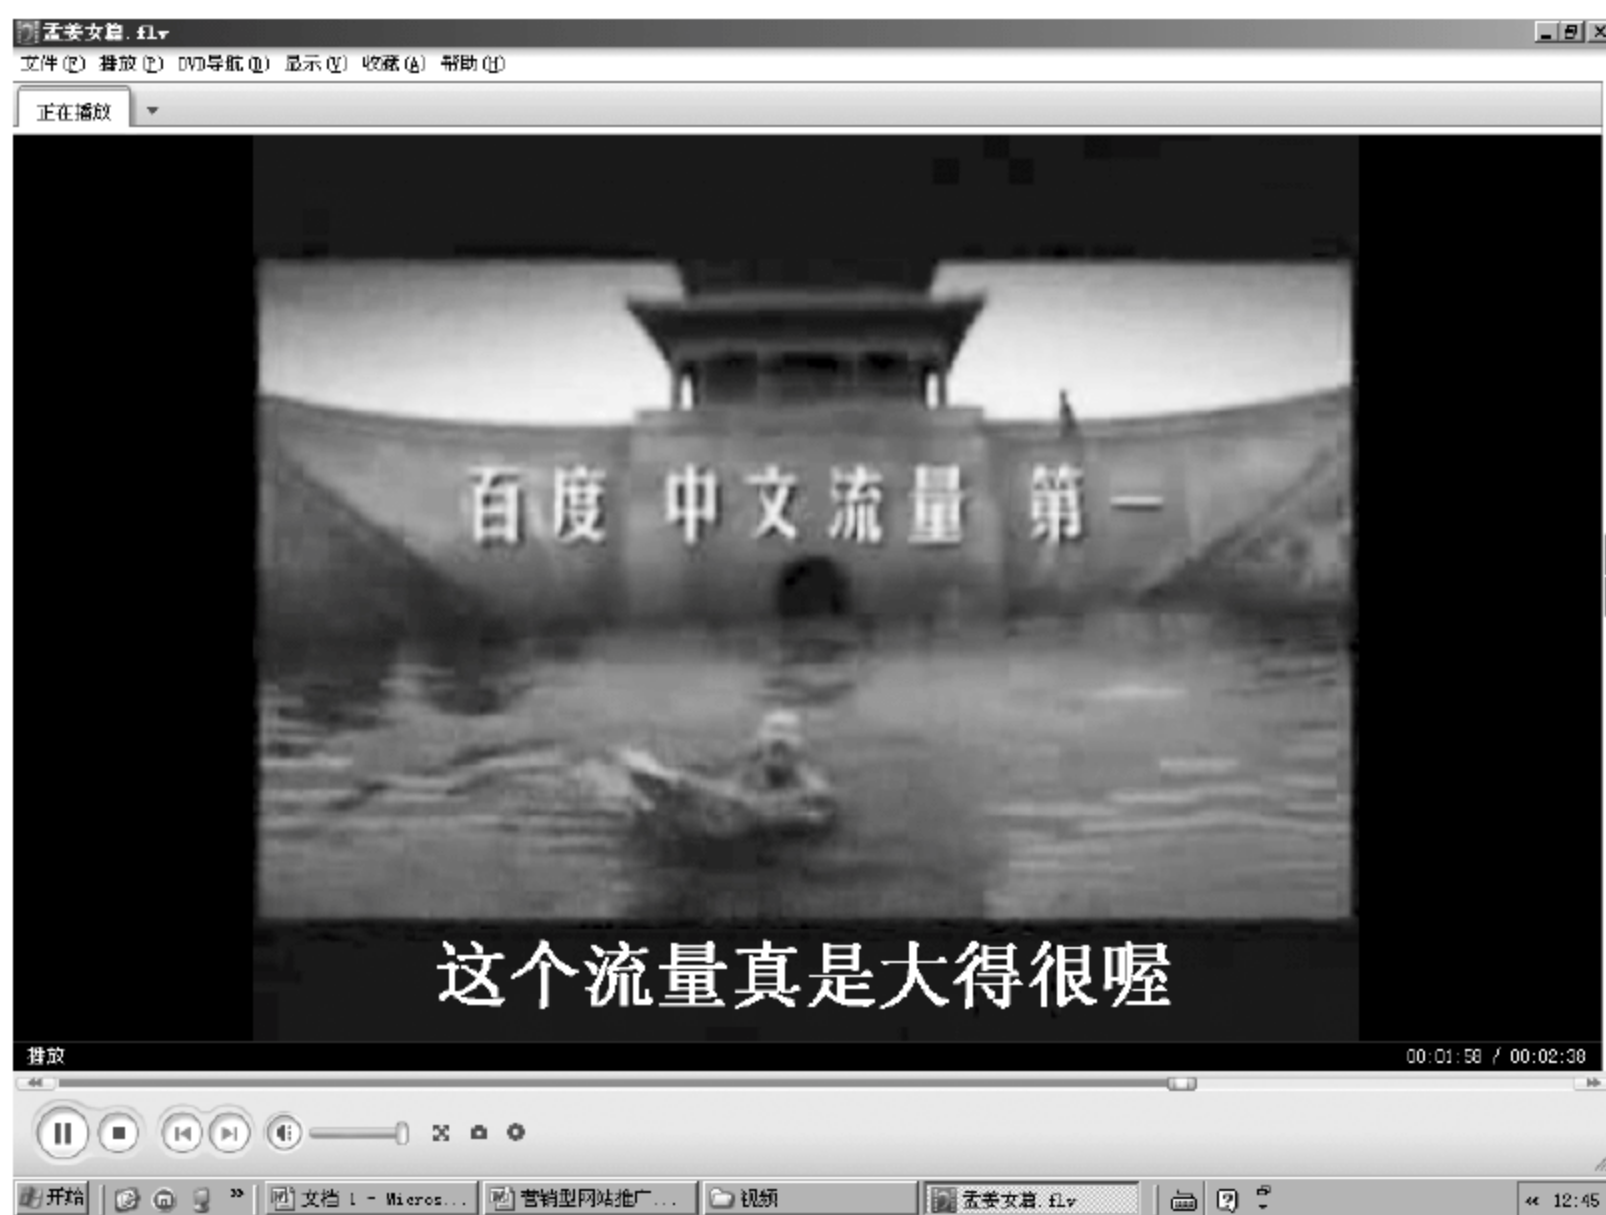 孟姜女篇.flv
文件(F) 播放(P) DVD导航(D) 显示(V) 收藏(A) 帮助(H)
正在播放
百度 中文流量 第一
这个流量真是大得很喔
播放
00:01:58 / 00:02:38
开始 » 文档 1 - Micros... 营销型网站推广... 视频 孟姜女篇.flv « 12:45